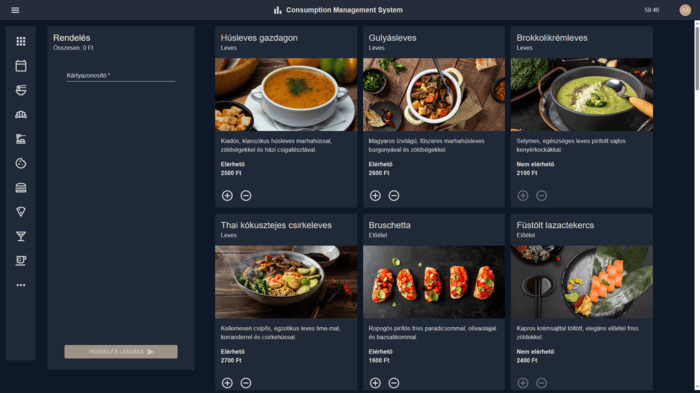 Consumption Management System
59:46
AA
Rendelés
Összesen: 0 Ft
Kártyaazonosító *
RENDELÉS LEADÁSA
Húsleves gazdagon
Leves
Kiadós, klasszikus húsleves marhahússal,
zöldségekkel és házi csigatésztával.
Elérhető
2500 Ft
Gulyásleves
Leves
Magyaros ízvilágú, fűszeres marhahúsleves
burgonyával és zöldségekkel.
Elérhető
2600 Ft
Brokkolikrémleves
Leves
Selymes, egészséges leves pirított sajtos
kenyérkockákkal.
Nem elérhető
2100 Ft
Thai kókusztejes csirkeleves
Leves
Kellemesen csípős, egzotikus leves lime-mal,
korianderrel és csirkehússal.
Elérhető
2700 Ft
Bruschetta
Előétel
Ropogós pirítós friss paradicsommal, olívaolajjal
és bazsalikommal.
Elérhető
1600 Ft
Füstölt lazactekercs
Előétel
Kapros krémsajttal töltött, elegáns előétel friss
zöldekkel.
Nem elérhető
2400 Ft